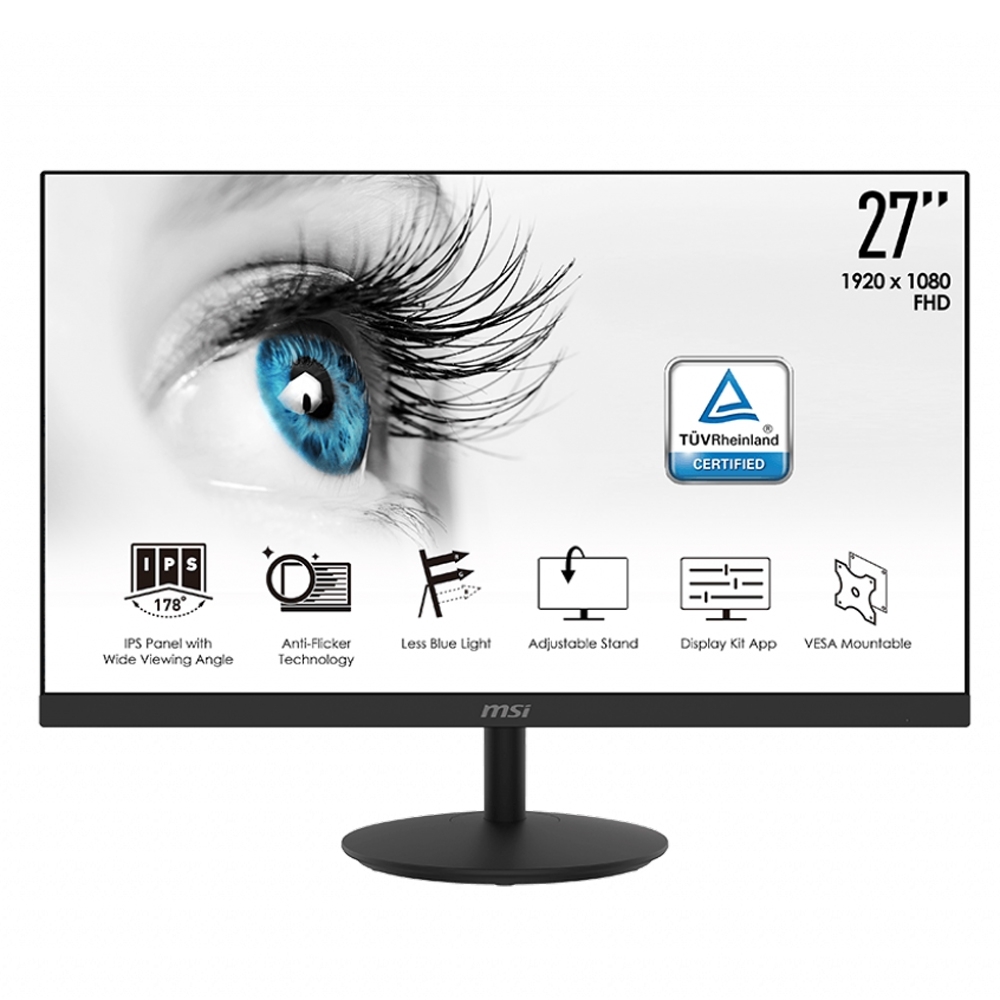 27’’
1920 x 1080
FHD
TÜVRheinland®
CERTIFIED
IPS
178°
IPS Panel with
Wide Viewing Angle
Anti-Flicker
Technology
Less Blue Light
Adjustable Stand
Display Kit App
VESA Mountable
msi